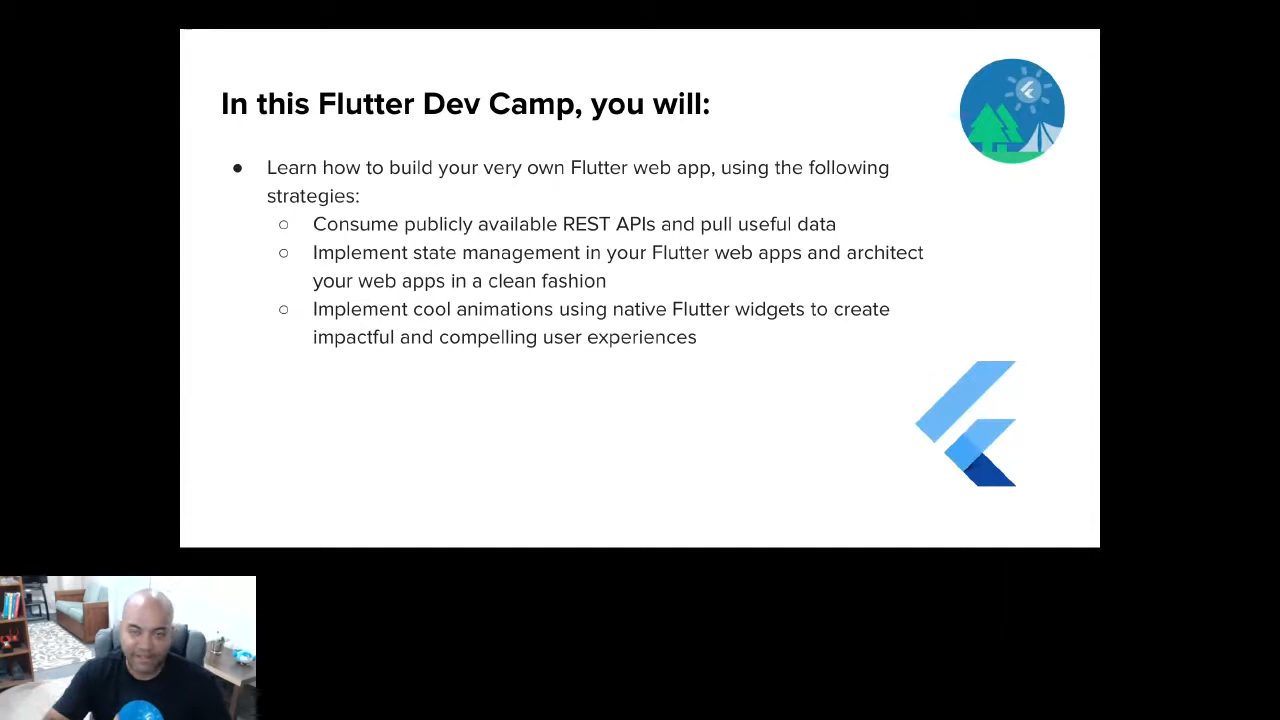 In this Flutter Dev Camp, you will:
● Learn how to build your very own Flutter web app, using the following
strategies:
○ Consume publicly available REST APIs and pull useful data
○ Implement state management in your Flutter web apps and architect
your web apps in a clean fashion
○ Implement cool animations using native Flutter widgets to create
impactful and compelling user experiences